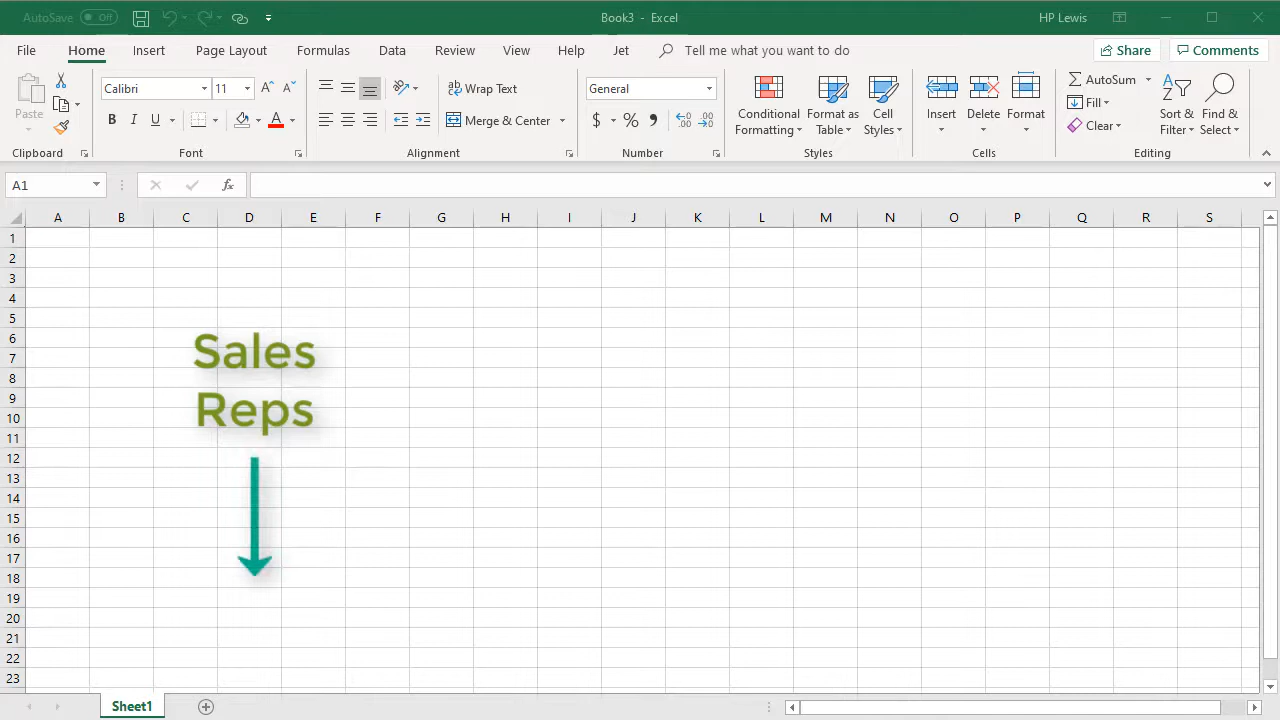 AutoSave Off Book3 - Excel HP Lewis
File Home Insert Page Layout Formulas Data Review View Help Jet Tell me what you want to do Share Comments
Paste
Clipboard
Calibri 11
A A
B I U A
Font
ab Wrap Text
Merge & Center
Alignment
General
$ % , .00
Number
Conditional Formatting
Format as Table
Cell Styles
Styles
Insert Delete Format
Cells
AutoSum
Fill
Clear
Sort & Filter
Find & Select
Editing
A1 fx
A B C D E F G H I J K L M N O P Q R S
1
2
3
4
5
6
7
8
9
10
11
12
13
14
15
16
17
18
19
20
21
22
23
Sales
Reps
Sheet1